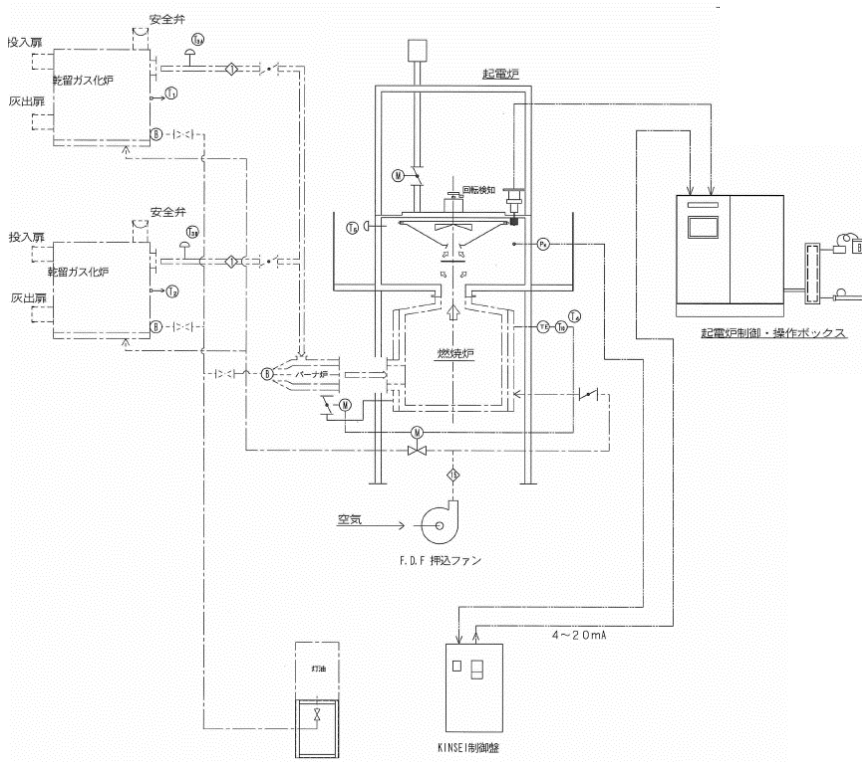 安全弁
投入扉
乾留ガス化炉
灰出扉
B
起電炉
M
回転検知
安全弁
投入扉
乾留ガス化炉
灰出扉
B
B
バーナ炉
燃焼炉
M
M
起電炉制御・操作ボックス
空気
F.D.F 押込ファン
4～20mA
灯油
KINSEI制御盤